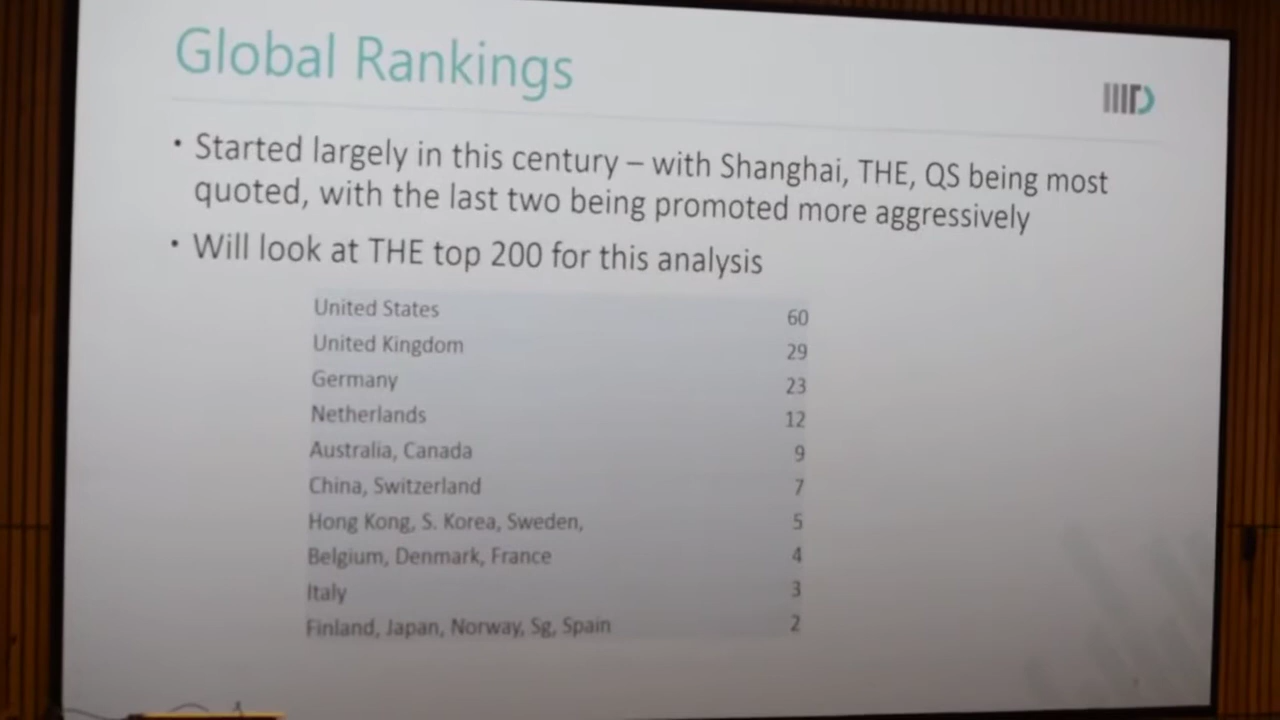 Global Rankings
IIITD
• Started largely in this century – with Shanghai, THE, QS being most
quoted, with the last two being promoted more aggressively
• Will look at THE top 200 for this analysis
United States 60
United Kingdom 29
Germany 23
Netherlands 12
Australia, Canada 9
China, Switzerland 7
Hong Kong, S. Korea, Sweden, 5
Belgium, Denmark, France 4
Italy 3
Finland, Japan, Norway, Sg, Spain 2